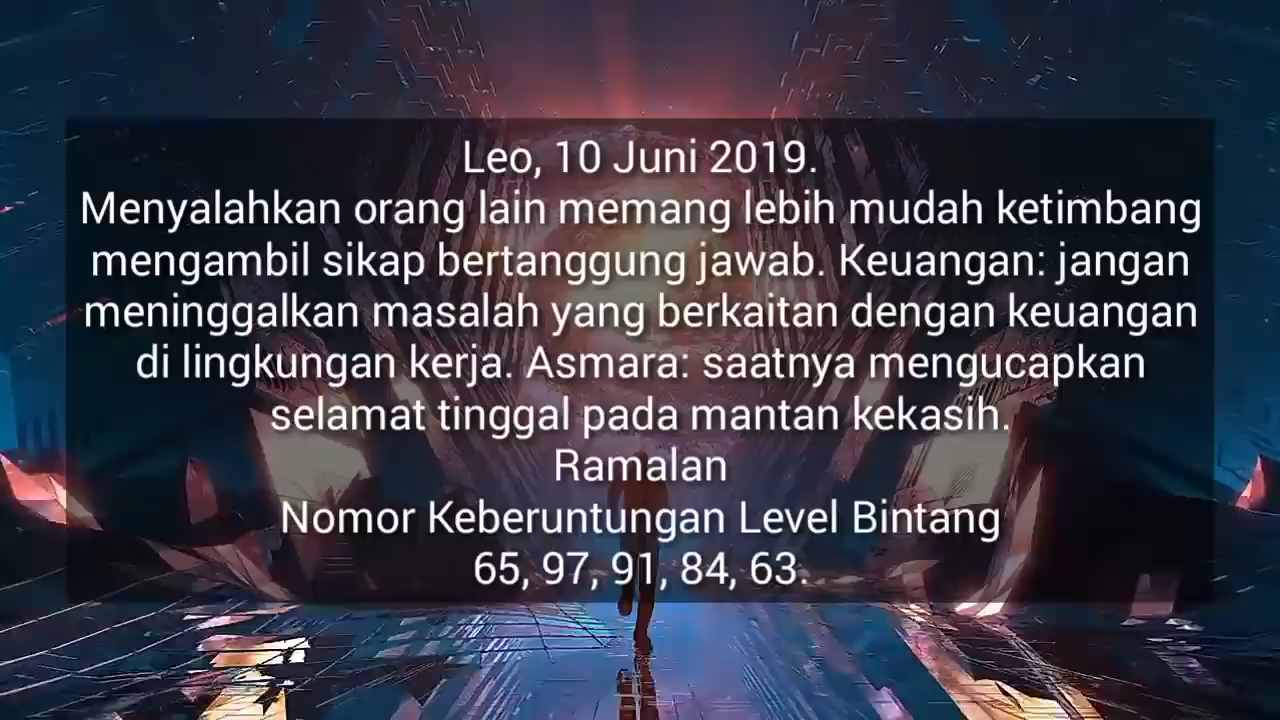 Leo, 10 Juni 2019.
Menyalahkan orang lain memang lebih mudah ketimbang
mengambil sikap bertanggung jawab. Keuangan: jangan
meninggalkan masalah yang berkaitan dengan keuangan
di lingkungan kerja. Asmara: saatnya mengucapkan
selamat tinggal pada mantan kekasih.
Ramalan
Nomor Keberuntungan Level Bintang
65, 97, 91, 84, 63.